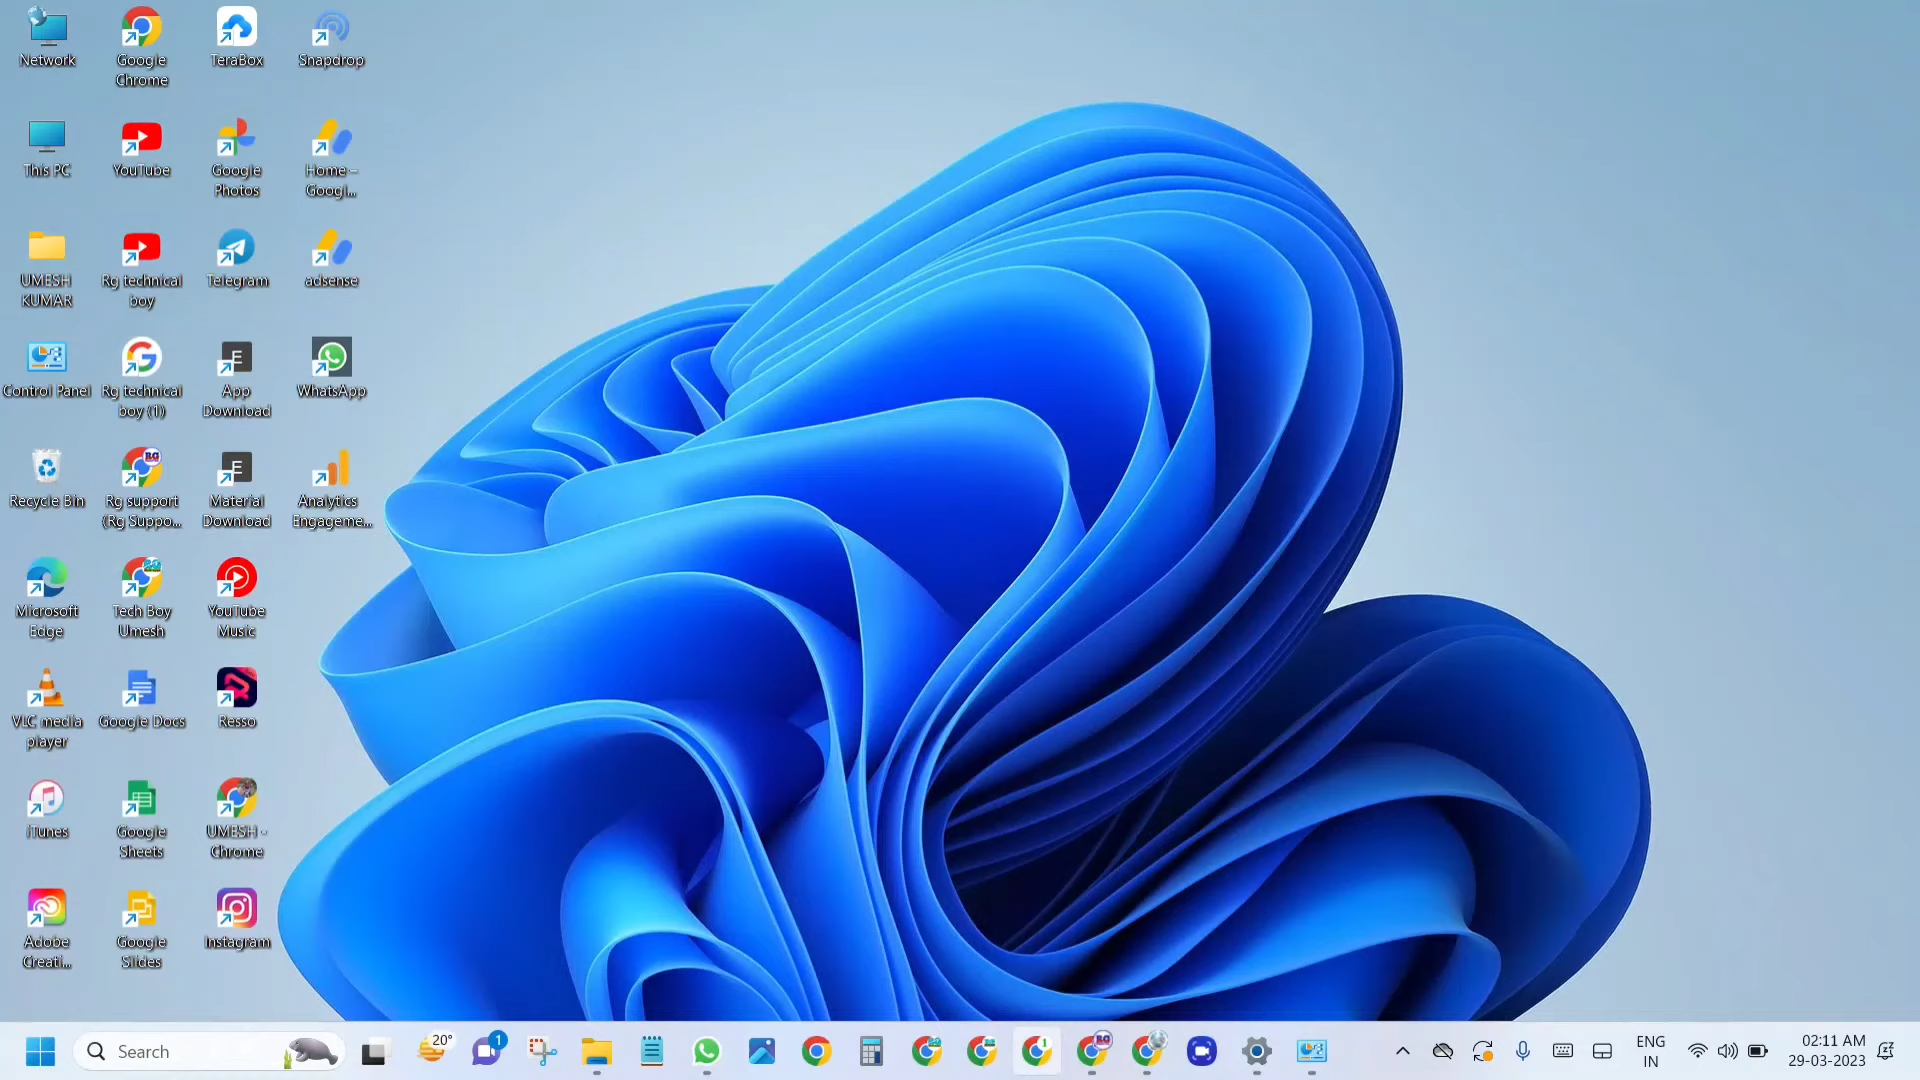 Network
Google
Chrome
TeraBox
Snapdrop
This PC
YouTube
Google
Photos
Home –
Googl...
UMESH
KUMAR
Rg technical
boy
Telegram
adsense
Control Panel
Rg technical
boy (1)
App
Download
WhatsApp
Recycle Bin
Rg support
(Rg Suppo...
Material
Download
Analytics
Engageme...
Microsoft
Edge
Tech Boy
Umesh
YouTube
Music
VLC media
player
Google Docs
Resso
iTunes
Google
Sheets
UMESH -
Chrome
Adobe
Creati...
Google
Slides
Instagram
Search
20°
1
1
RG
ENG
IN
02:11 AM
29-03-2023